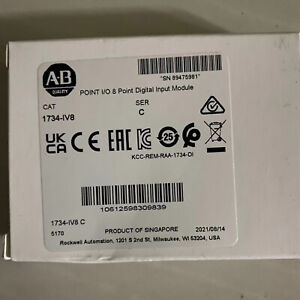 A-B
QUALITY
"SN 89475981"
POINT I/O 8 Point Digital Input Module
CAT
SER
1734-IV8
C
UK
CA
CE
EAC
25
KCC-REM-RAA-1734-DI
10612598309839
1734-IV8 C
5170
PRODUCT OF SINGAPORE
2021/08/14
Rockwell Automation, 1201 S 2nd St, Milwaukee, WI 53204, USA